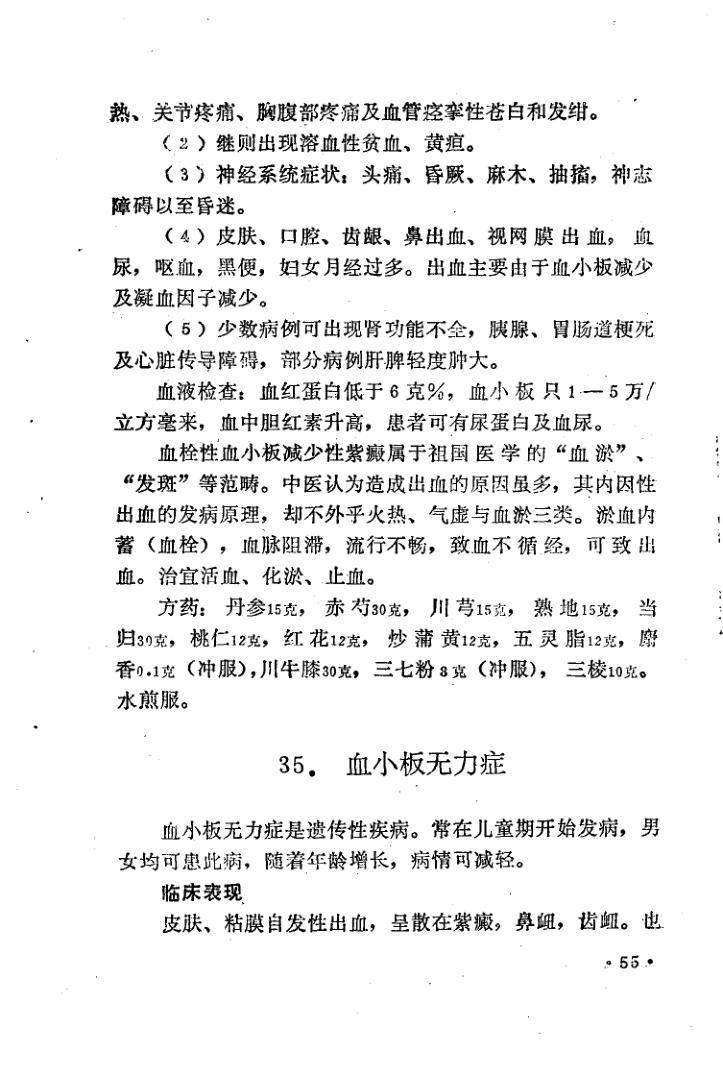 热、关节疼痛、胸腹部疼痛及血管痉挛性苍白和发绀。
（2）继则出现溶血性贫血、黄疸。
（3）神经系统症状：头痛、昏厥、麻木、抽搐，神志
障碍以至昏迷。
（4）皮肤、口腔、齿龈、鼻出血、视网膜出血，血
尿，呕血，黑便，妇女月经过多。出血主要由于血小板减少
及凝血因子减少。
（5）少数病例可出现肾功能不全，胰腺、胃肠道梗死
及心脏传导障碍，部分病例肝脾轻度肿大。
血液检查：血红蛋白低于6克%，血小板只1—5万/
立方毫来，血中胆红素升高，患者可有尿蛋白及血尿。
血栓性血小板减少性紫癜属于祖国医学的“血淤”、
“发斑”等范畴。中医认为造成出血的原因虽多，其内因性
出血的发病原理，却不外乎火热、气虚与血淤三类。淤血内
蓄（血栓），血脉阻滞，流行不畅，致血不循经，可致出
血。治宜活血、化淤、止血。
方药：丹参15克，赤芍30克，川芎15克，熟地15克，当
归30克，桃仁12克，红花12克，炒蒲黄12克，五灵脂12克，麝
香0.1克（冲服），川牛膝30克，三七粉8克（冲服），三棱10克。
水煎服。
35．血小板无力症
血小板无力症是遗传性疾病。常在儿童期开始发病，男
女均可患此病，随着年龄增长，病情可减轻。
临床表现
皮肤、粘膜自发性出血，呈散在紫癜，鼻衄，齿衄。也
·55·